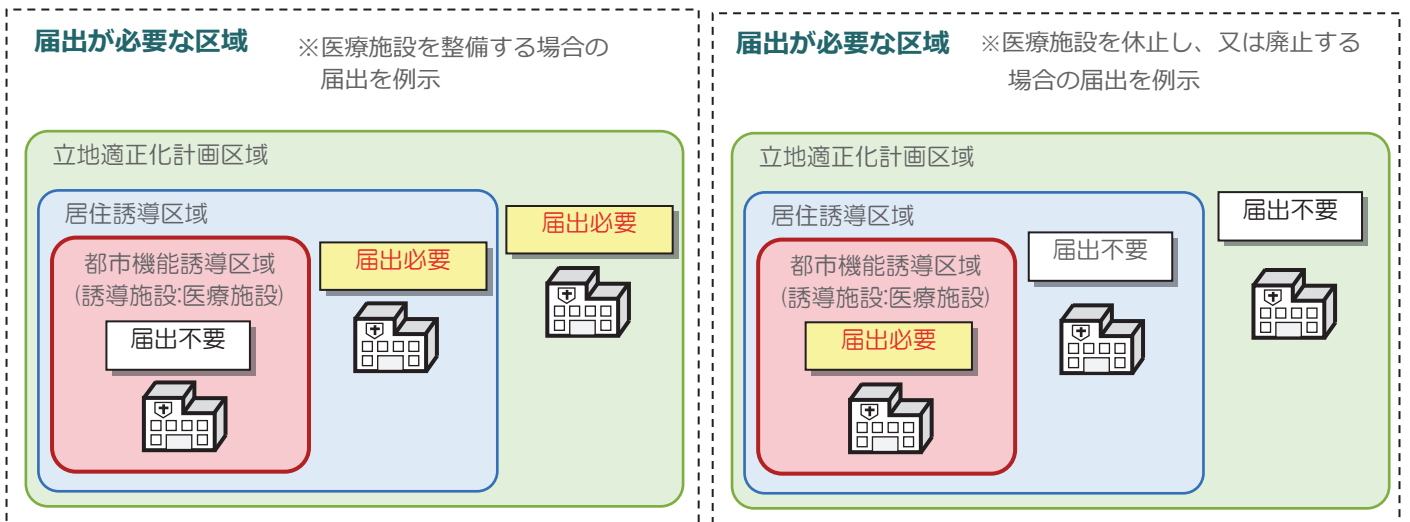 届出が必要な区域 ※医療施設を整備する場合の
届出を例示
立地適正化計画区域
居住誘導区域
届出必要
都市機能誘導区域
(誘導施設:医療施設)
届出必要
届出不要
届出が必要な区域 ※医療施設を休止し、又は廃止する
場合の届出を例示
立地適正化計画区域
居住誘導区域
届出不要
都市機能誘導区域
(誘導施設:医療施設)
届出不要
届出必要